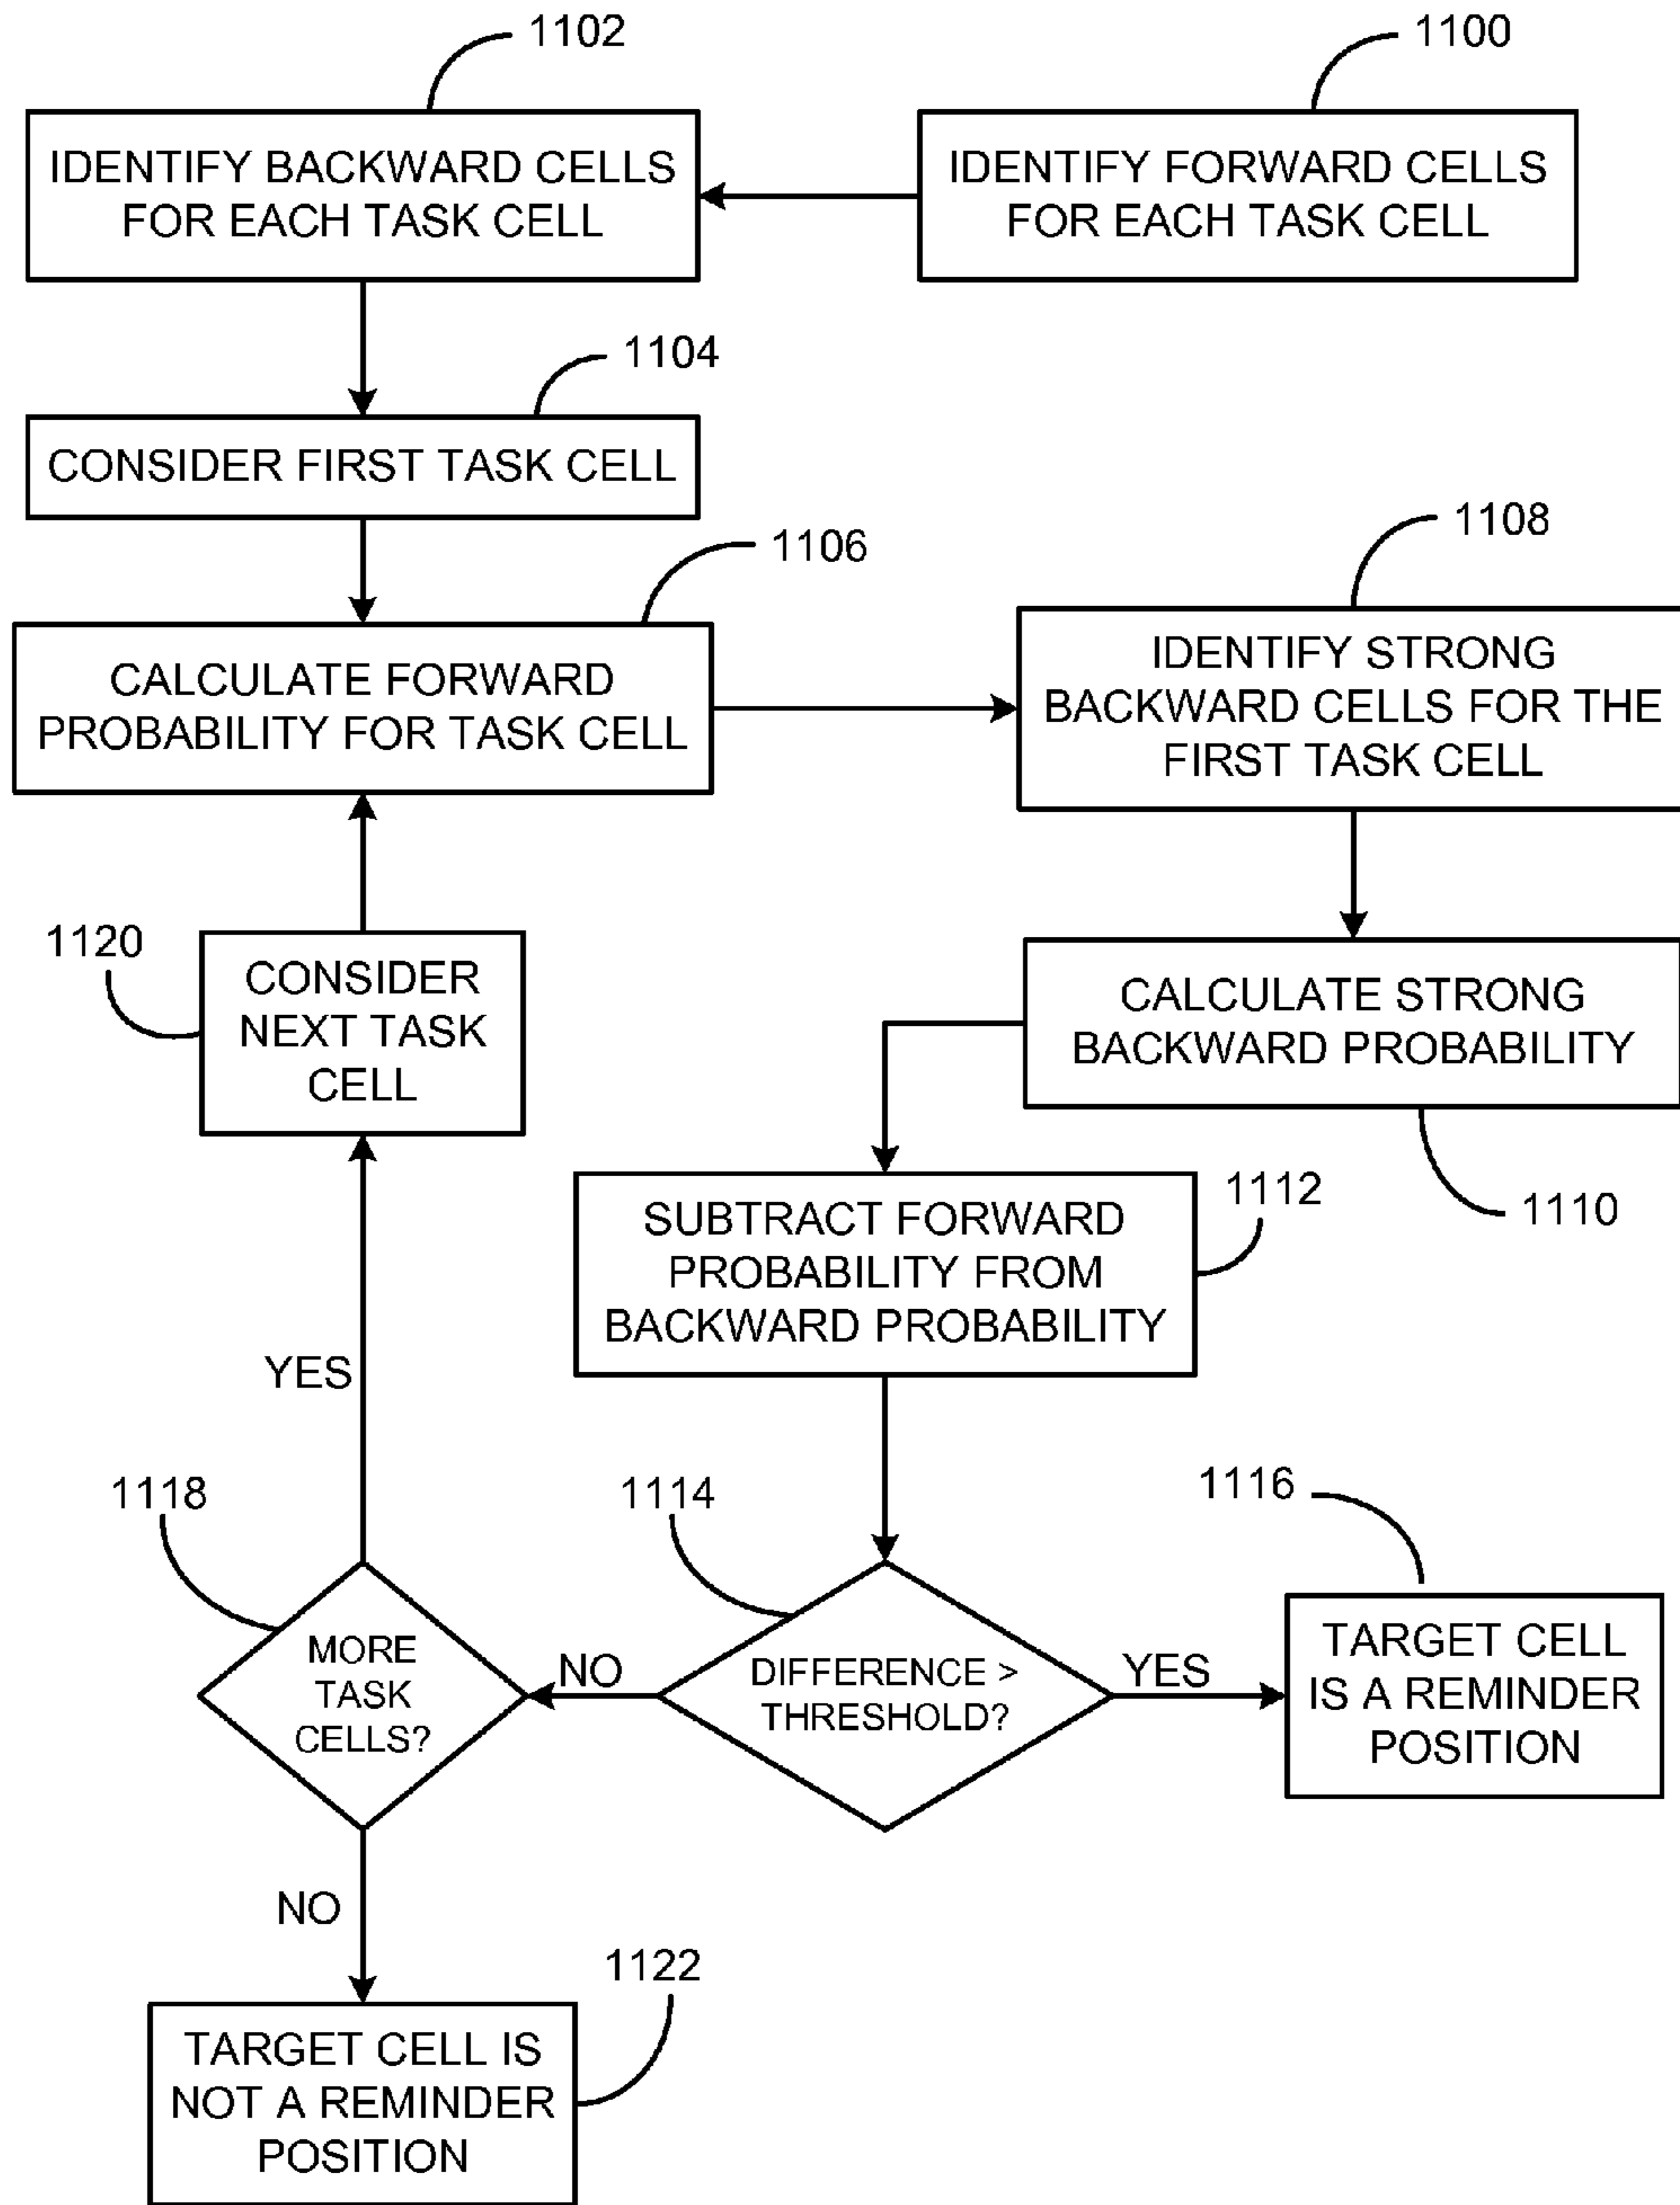 1102
1100
IDENTIFY BACKWARD CELLS
FOR EACH TASK CELL
IDENTIFY FORWARD CELLS
FOR EACH TASK CELL
1104
CONSIDER FIRST TASK CELL
1106
1108
CALCULATE FORWARD
PROBABILITY FOR TASK CELL
IDENTIFY STRONG
BACKWARD CELLS FOR THE
FIRST TASK CELL
1120
CONSIDER
NEXT TASK
CELL
CALCULATE STRONG
BACKWARD PROBABILITY
1110
1112
SUBTRACT FORWARD
PROBABILITY FROM
BACKWARD PROBABILITY
YES
1118
1114
1116
MORE
TASK
CELLS?
NO
DIFFERENCE >
THRESHOLD?
YES
TARGET CELL
IS A REMINDER
POSITION
NO
1122
TARGET CELL IS
NOT A REMINDER
POSITION